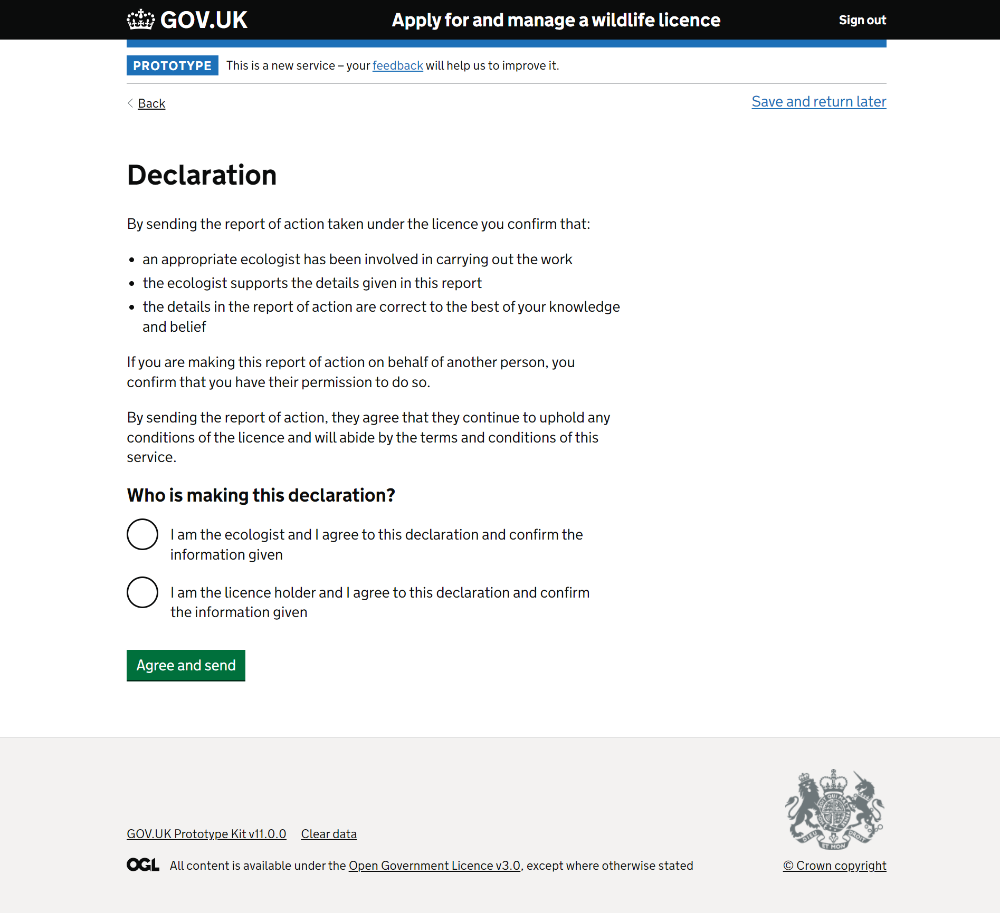 GOV.UK Apply for and manage a wildlife licence Sign out
PROTOTYPE This is a new service – your feedback will help us to improve it.
Back Save and return later
Declaration
By sending the report of action taken under the licence you confirm that:
• an appropriate ecologist has been involved in carrying out the work
• the ecologist supports the details given in this report
• the details in the report of action are correct to the best of your knowledge
and belief
If you are making this report of action on behalf of another person, you
confirm that you have their permission to do so.
By sending the report of action, they agree that they continue to uphold any
conditions of the licence and will abide by the terms and conditions of this
service.
Who is making this declaration?
I am the ecologist and I agree to this declaration and confirm the
information given
I am the licence holder and I agree to this declaration and confirm
the information given
Agree and send
DIEU ET MON DROIT
GOV.UK Prototype Kit v11.0.0 Clear data
OGL All content is available under the Open Government Licence v3.0, except where otherwise stated © Crown copyright